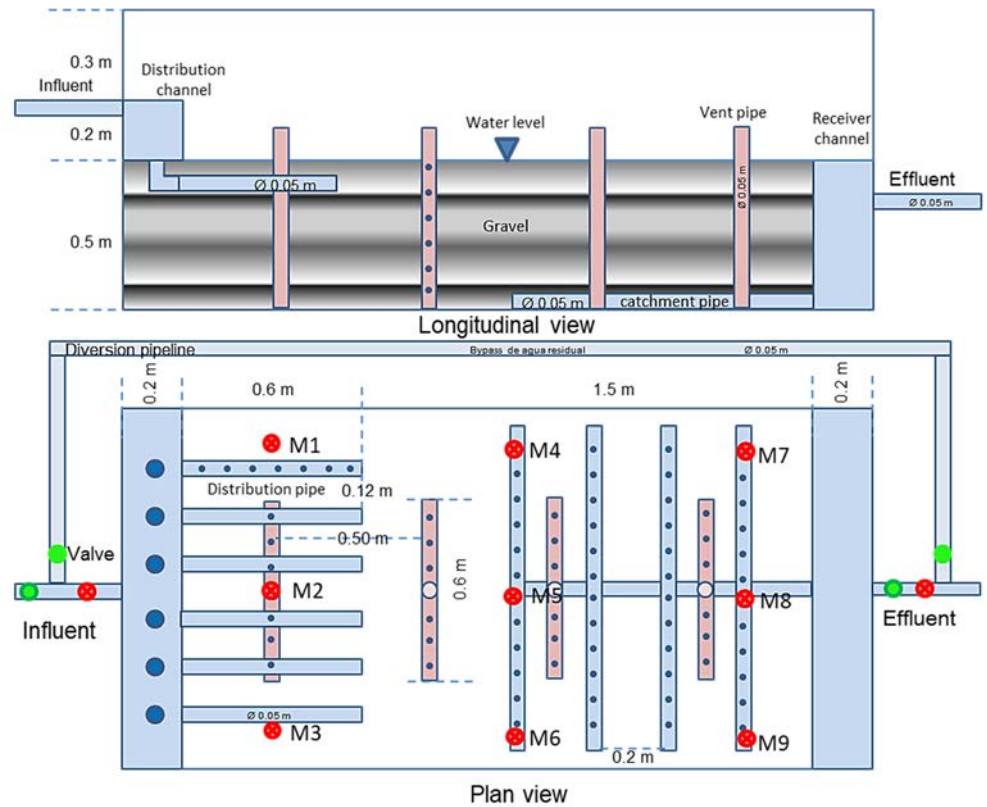 0.3 m
Influent
Distribution
channel
0.2 m
Water level
Vent pipe
Receiver
channel
Ø 0.05 m
Ø 0.05 m
Effluent
Ø 0.05 m
0.5 m
Gravel
Ø 0.05 m
catchment pipe
Longitudinal view
Diversion pipeline
Bypass de agua residual
Ø 0.05 m
0.2 m
0.6 m
1.5 m
0.2 m
M1
M4
M7
Distribution pipe
0.12 m
0.50 m
Valve
0.6 m
M2
M5
M8
Influent
Effluent
Ø 0.05 m
M3
M6
M9
0.2 m
Plan view